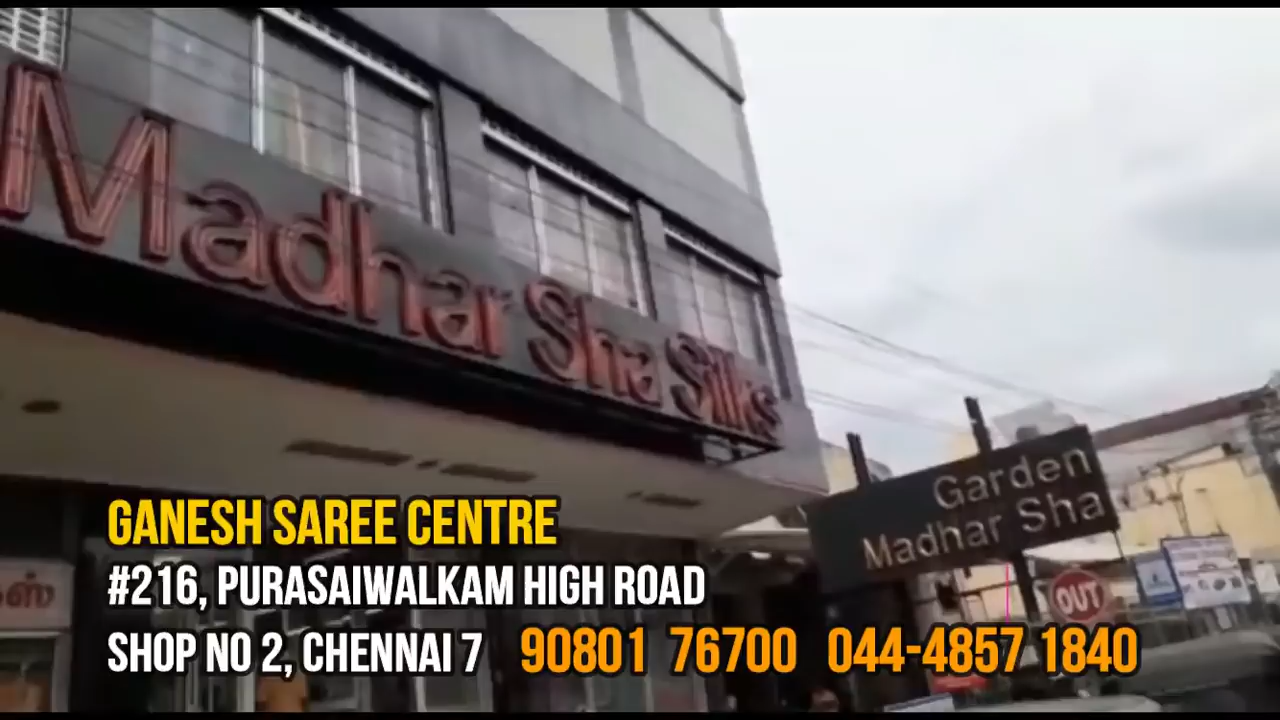 Madhar Sha Silks
Garden
Madhar Sha
OUT
GANESH SAREE CENTRE
#216, PURASAIWALKAM HIGH ROAD
SHOP NO 2, CHENNAI 7 90801 76700 044-4857 1840